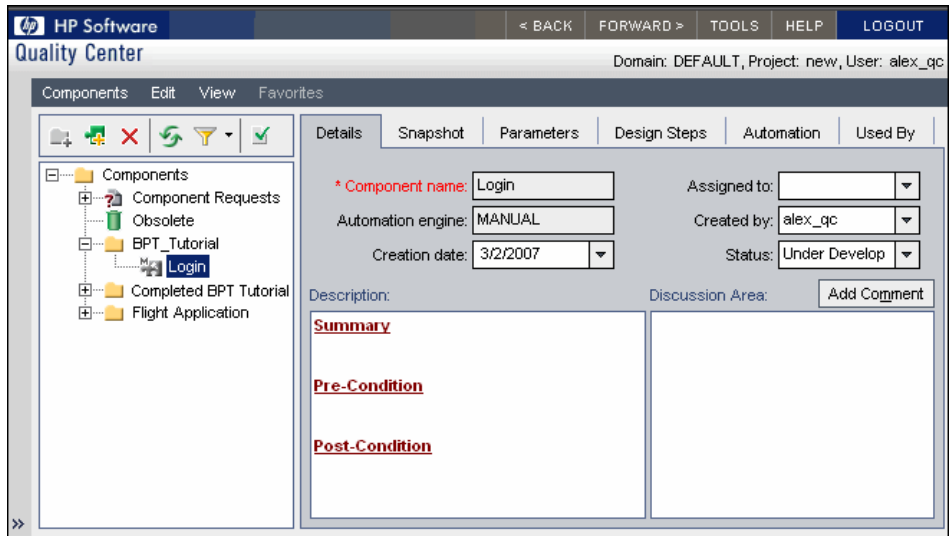 hp HP Software < BACK FORWARD > TOOLS HELP LOGOUT
Quality Center
Domain: DEFAULT, Project: new, User: alex_qc
Components Edit View Favorites
Details Snapshot Parameters Design Steps Automation Used By
Components
Component Requests
Obsolete
BPT_Tutorial
Login
Completed BPT Tutorial
Flight Application
* Component name: Login Assigned to:
Automation engine: MANUAL Created by: alex_qc
Creation date: 3/2/2007 Status: Under Develop
Description: Discussion Area: Add Comment
Summary
Pre-Condition
Post-Condition
»